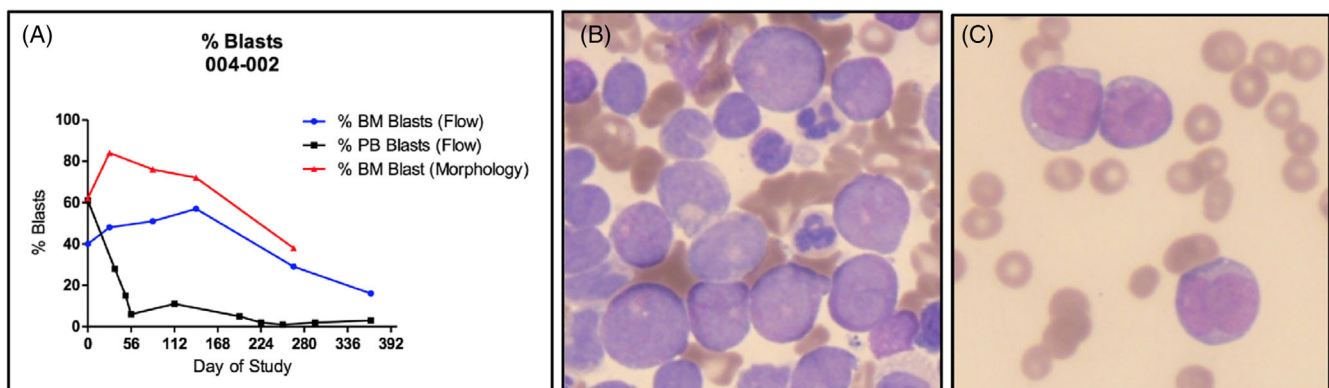 (A)
% Blasts
004-002
% BM Blasts (Flow)
% PB Blasts (Flow)
% BM Blast (Morphology)
% Blasts
100
80
60
40
20
0
0 56 112 168 224 280 336 392
Day of Study
(B)
(C)